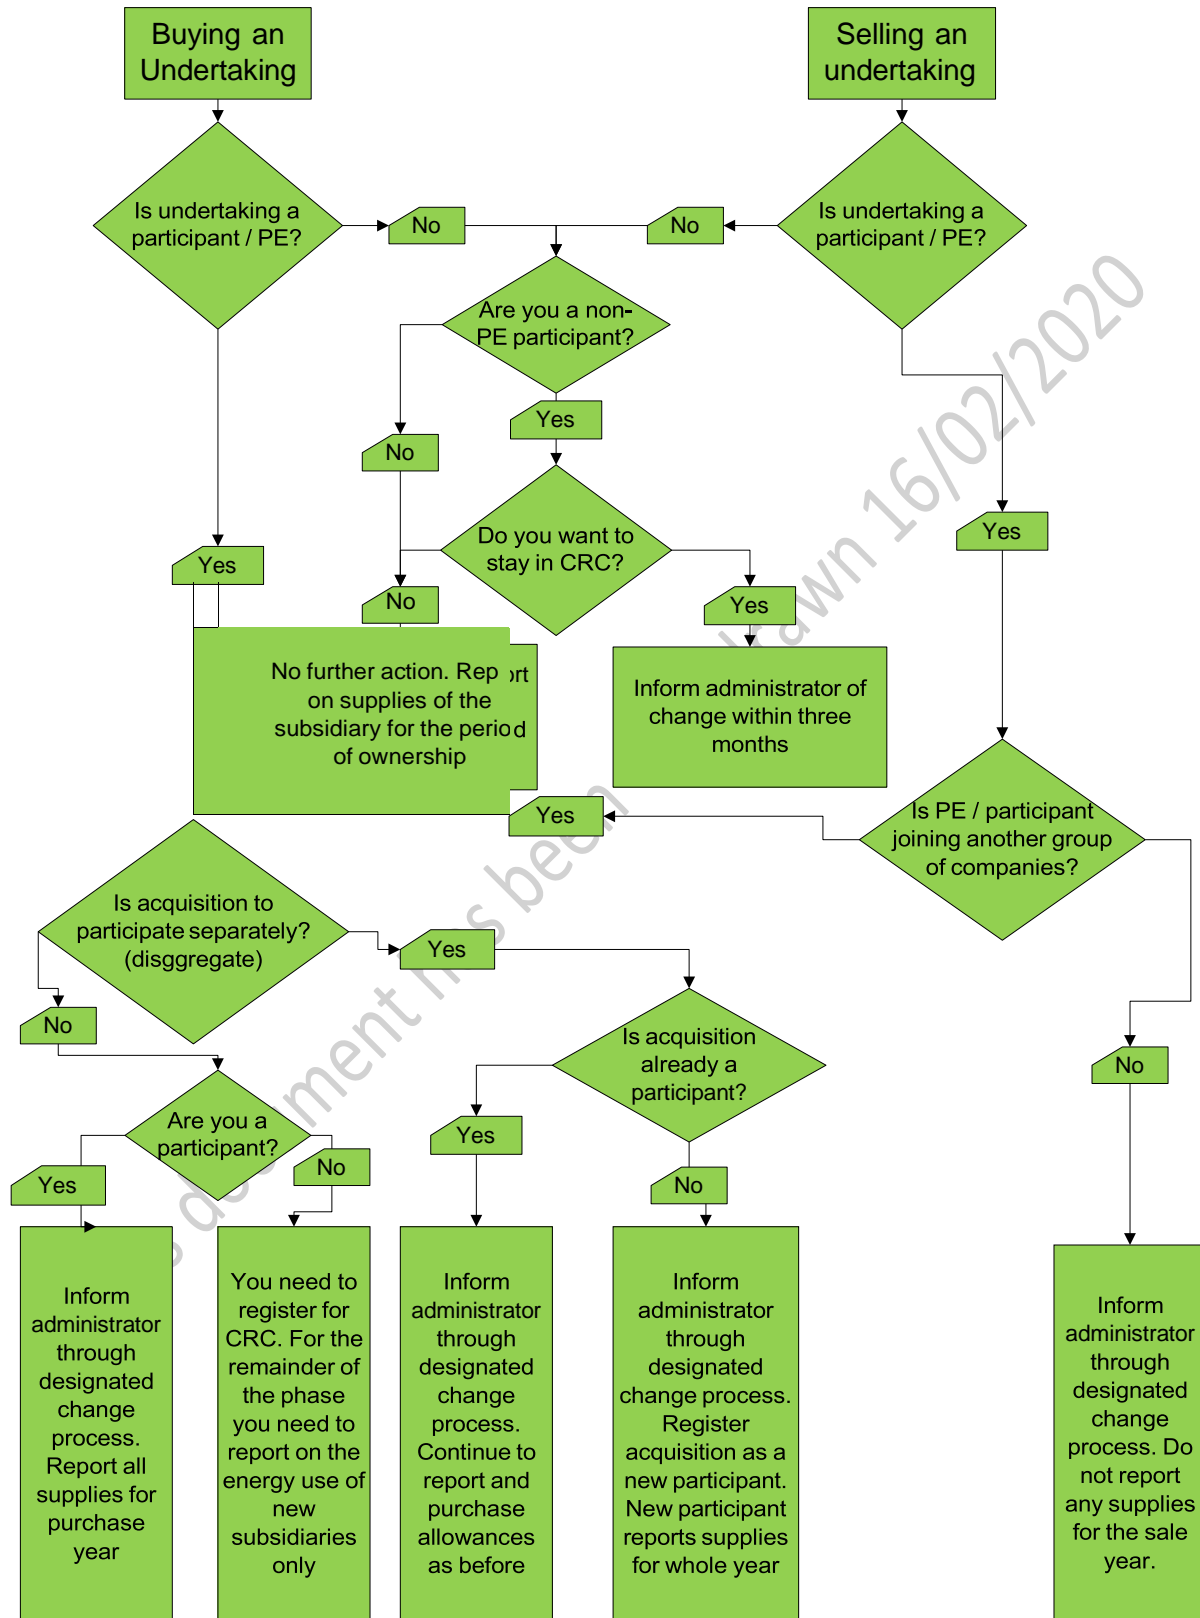 Buying an
Undertaking
Selling an
undertaking
Is undertaking a
participant / PE?
No
No
Is undertaking a
participant / PE?
Are you a non-
PE participant?
Yes
No
Do you want to
stay in CRC?
Yes
Yes
No
Yes
No further action. Report
on supplies of the
subsidiary for the period
of ownership
Inform administrator of
change within three
months
Yes
Is PE / participant
joining another group
of companies?
Is acquisition to
participate separately?
(disggregate)
Yes
No
Is acquisition
already a
participant?
No
Are you a
participant?
Yes
No
Yes
No
Inform
administrator
through
designated
change
process.
Report all
supplies for
purchase
year
You need to
register for
CRC. For the
remainder of
the phase
you need to
report on the
energy use of
new
subsidiaries
only
Inform
administrator
through
designated
change
process.
Continue to
report and
purchase
allowances
as before
Inform
administrator
through
designated
change process.
Register
acquisition as a
new participant.
New participant
reports supplies
for whole year
Inform
administrator
through
designated
change
process. Do
not report
any supplies
for the sale
year.
s document has been drawn 16/02/2020